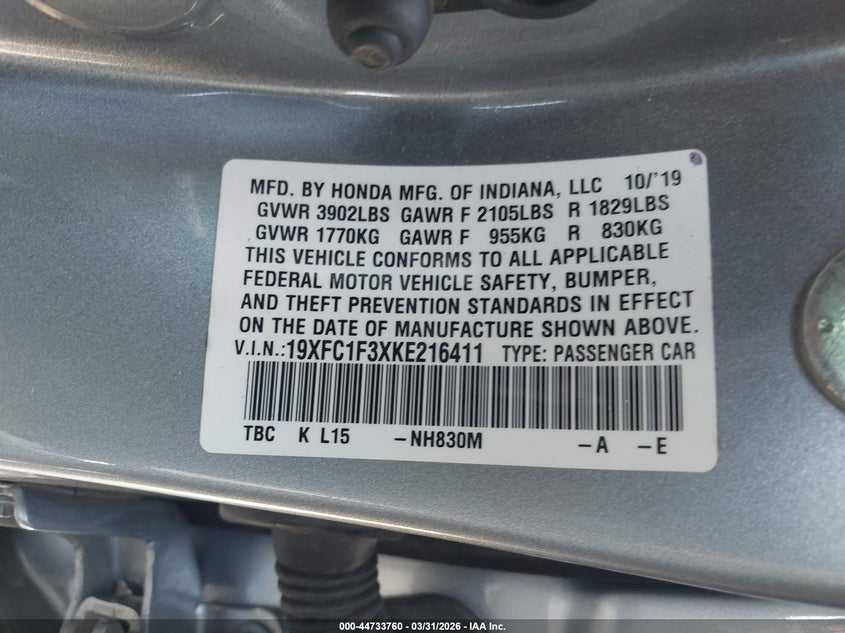 MFD. BY HONDA MFG. OF INDIANA, LLC 10/'19
GVWR 3902LBS GAWR F 2105LBS R 1829LBS
GVWR 1770KG GAWR F 955KG R 830KG
THIS VEHICLE CONFORMS TO ALL APPLICABLE
FEDERAL MOTOR VEHICLE SAFETY, BUMPER,
AND THEFT PREVENTION STANDARDS IN EFFECT
ON THE DATE OF MANUFACTURE SHOWN ABOVE.
V.I.N.:19XFC1F3XKE216411 TYPE: PASSENGER CAR
TBC K L15 –NH830M –A –E
000-44733760 - 03/31/2026 - IAA Inc.